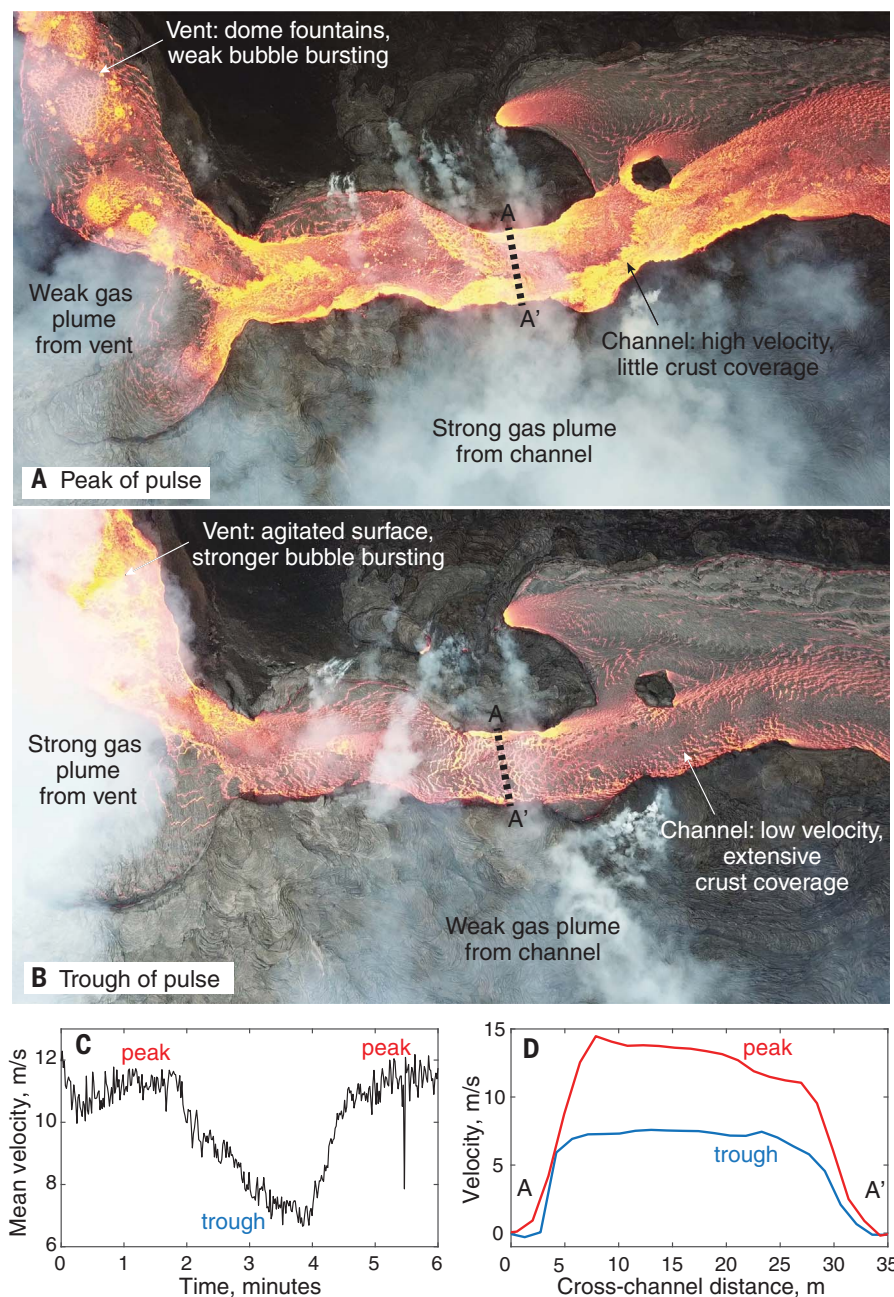 Vent: dome fountains,
weak bubble bursting
A
Weak gas
plume
from vent
A'
Channel: high velocity,
little crust coverage
Strong gas plume
from channel
A Peak of pulse
Vent: agitated surface,
stronger bubble bursting
A
Strong gas
plume
from vent
A'
Channel: low velocity,
extensive
crust coverage
Weak gas plume
from channel
B Trough of pulse
C
peak
peak
trough
12
10
8
6
Mean velocity, m/s
0 1 2 3 4 5 6
Time, minutes
D
peak
trough
A
A'
15
10
5
0
Velocity, m/s
0 5 10 15 20 25 30 35
Cross-channel distance, m